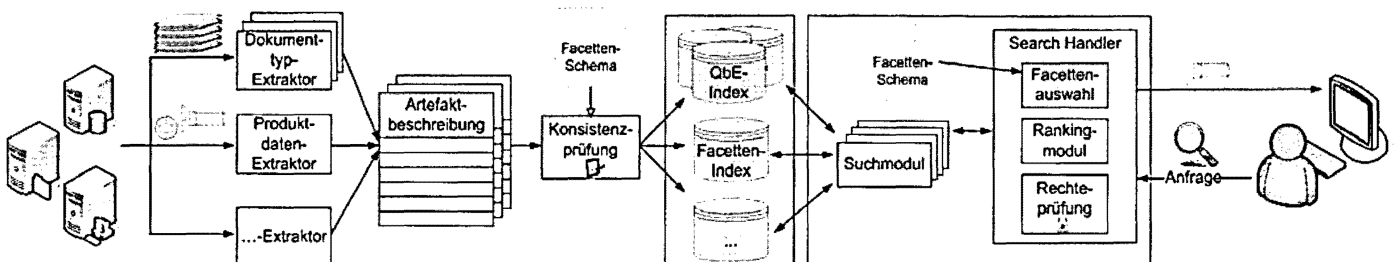 Dokument-
typ-
Extraktor
Produkt-
daten-
Extraktor
...-Extraktor
Artefakt-
beschreibung
Facetten-
Schema
Konsistenz-
prüfung
QbE-
Index
Facetten-
Index
...
Suchmodul
Facetten-
Schema
Search Handler
Facetten-
auswahl
Ranking-
modul
Rechte-
prüfung
Anfrage